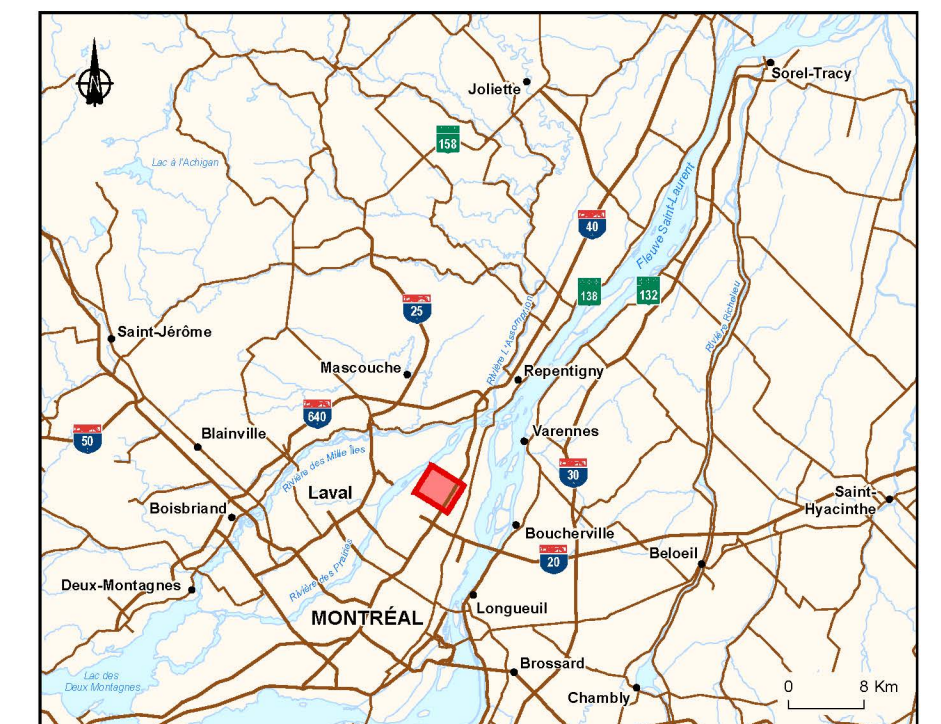 Sorel-Tracy
Joliette
158
Lac à l'Achigan
Fleuve Saint-Laurent
40
138
132
25
Rivière L'Assomption
Rivière Richelieu
Saint-Jérôme
Mascouche
Repentigny
640
50
Blainville
Varennes
Rivière des Mille Îles
30
Laval
Saint-
Hyacinthe
Boisbriand
Boucherville
20
Beloeil
Rivière des Prairies
Deux-Montagnes
Longueuil
MONTRÉAL
Brossard
Lac des
Deux Montagnes
Chambly
0 8 Km